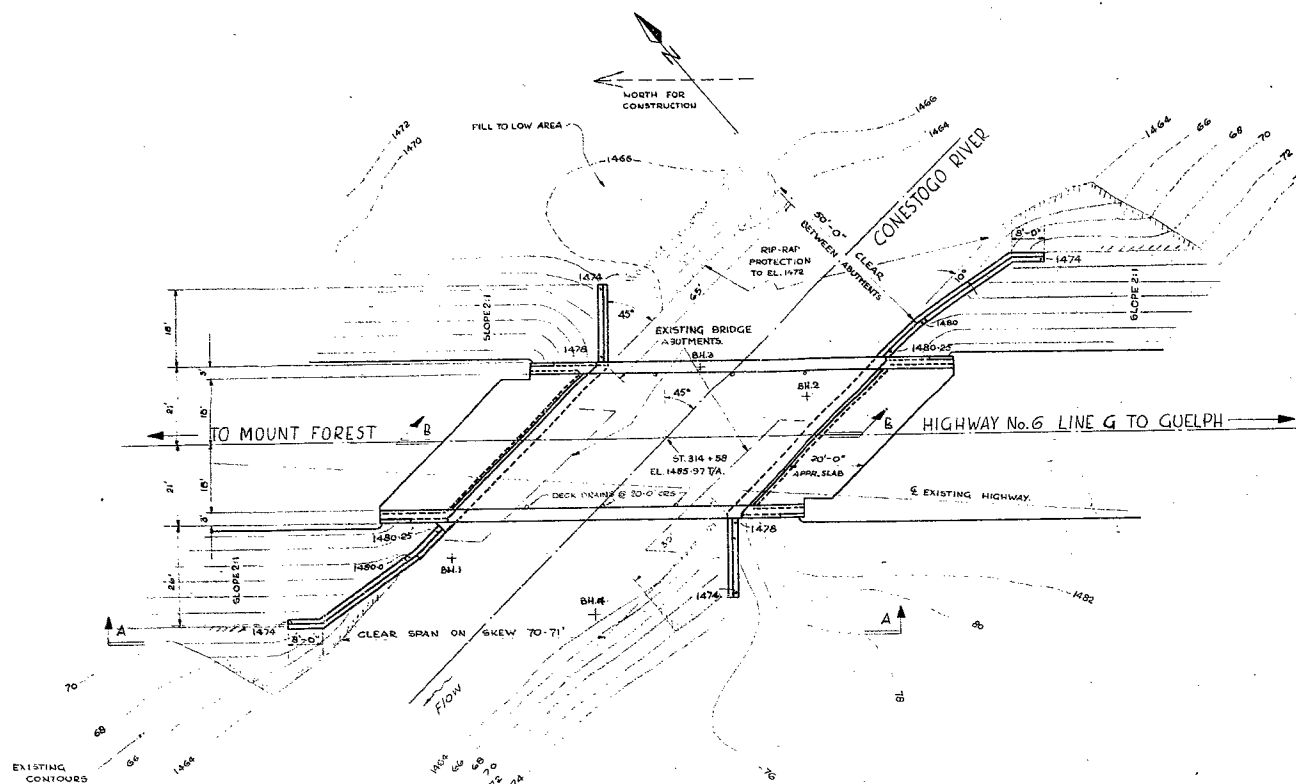 N
NORTH FOR
CONSTRUCTION
FILL TO LOW AREA
1472
1470
1466
1466
1464
CONESTOGO RIVER
1464
66
68
70
72
50'-0" CLEAR
BETWEEN ABUTMENTS
RIP-RAP
PROTECTION
TO EL. 1472
8'-0"
1474
10°
SLOPE 2:1
1480
1480.25
1474
45°
65'
SLOPE 2:1
1478
EXISTING BRIDGE
ABUTMENTS.
BH.3
BH.2
45°
18'
3'
21'
18'
21'
18'
3'
26'
TO MOUNT FOREST
B
B
HIGHWAY No.6 LINE G TO GUELPH
ST. 314 + 58
EL. 1485.97 T/A.
20'-0"
APPR. SLAB
DECK DRAINS @ 20'-0" CRS
℄ EXISTING HIGHWAY.
1480.25
1480.0
BH.1
SLOPE 2:1
1478
BH.4
1474
1474
8'-0"
CLEAR SPAN ON SKEW 70.71'
A
A
1482
80
78
76
FLOW
70
68
66
1464
EXISTING
CONTOURS
1464
66
68
70
72
74